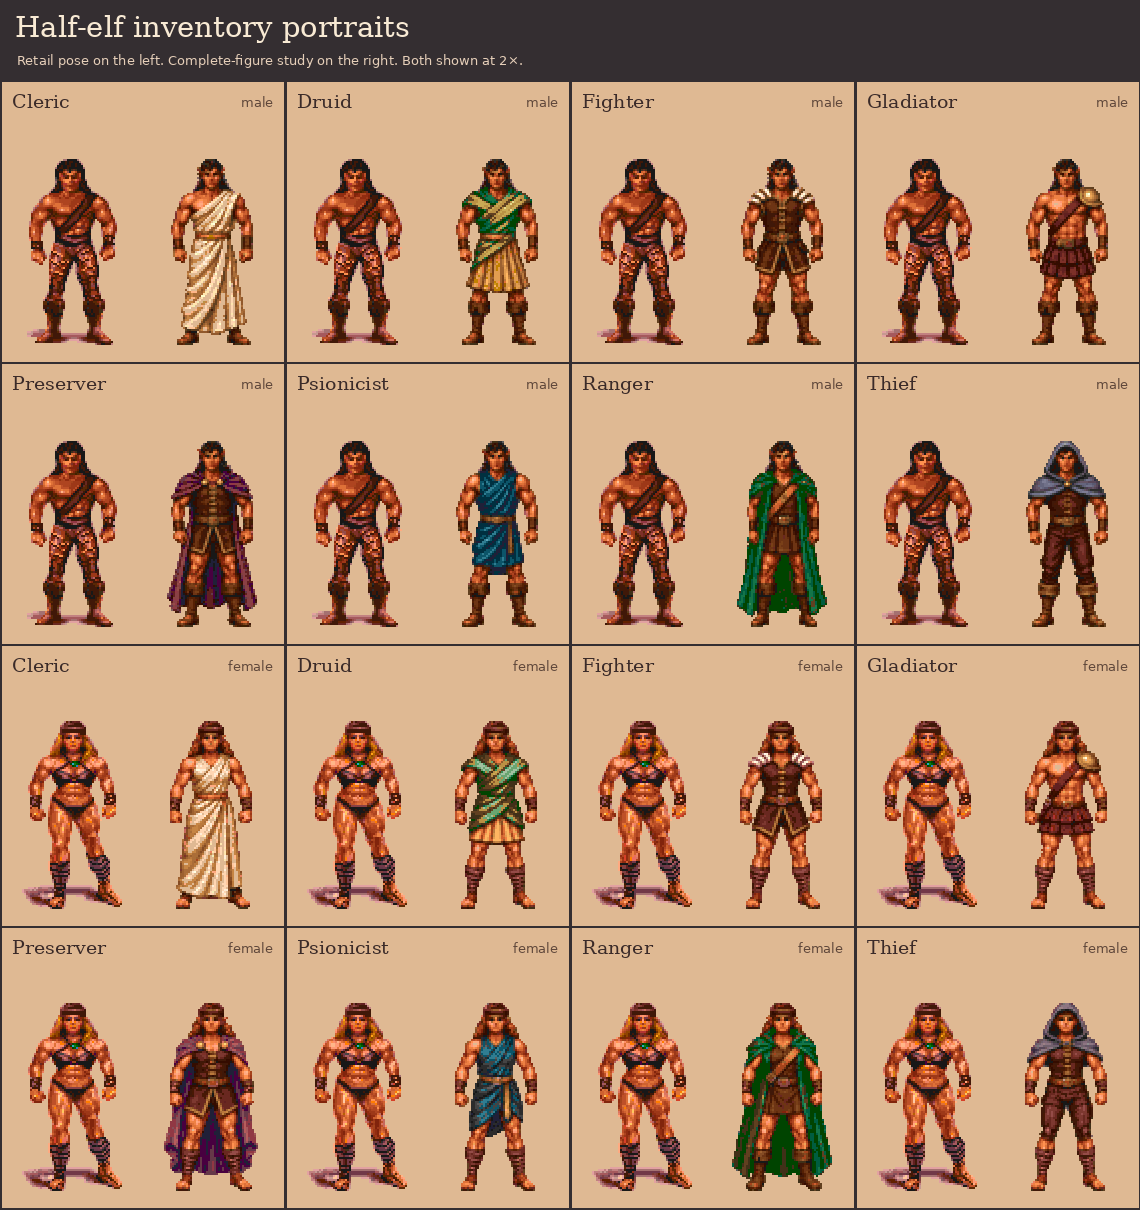 Half-elf inventory portraits
Retail pose on the left. Complete-figure study on the right. Both shown at 2×.
Cleric male Druid male Fighter male Gladiator male
Preserver male Psionicist male Ranger male Thief male
Cleric female Druid female Fighter female Gladiator female
Preserver female Psionicist female Ranger female Thief female